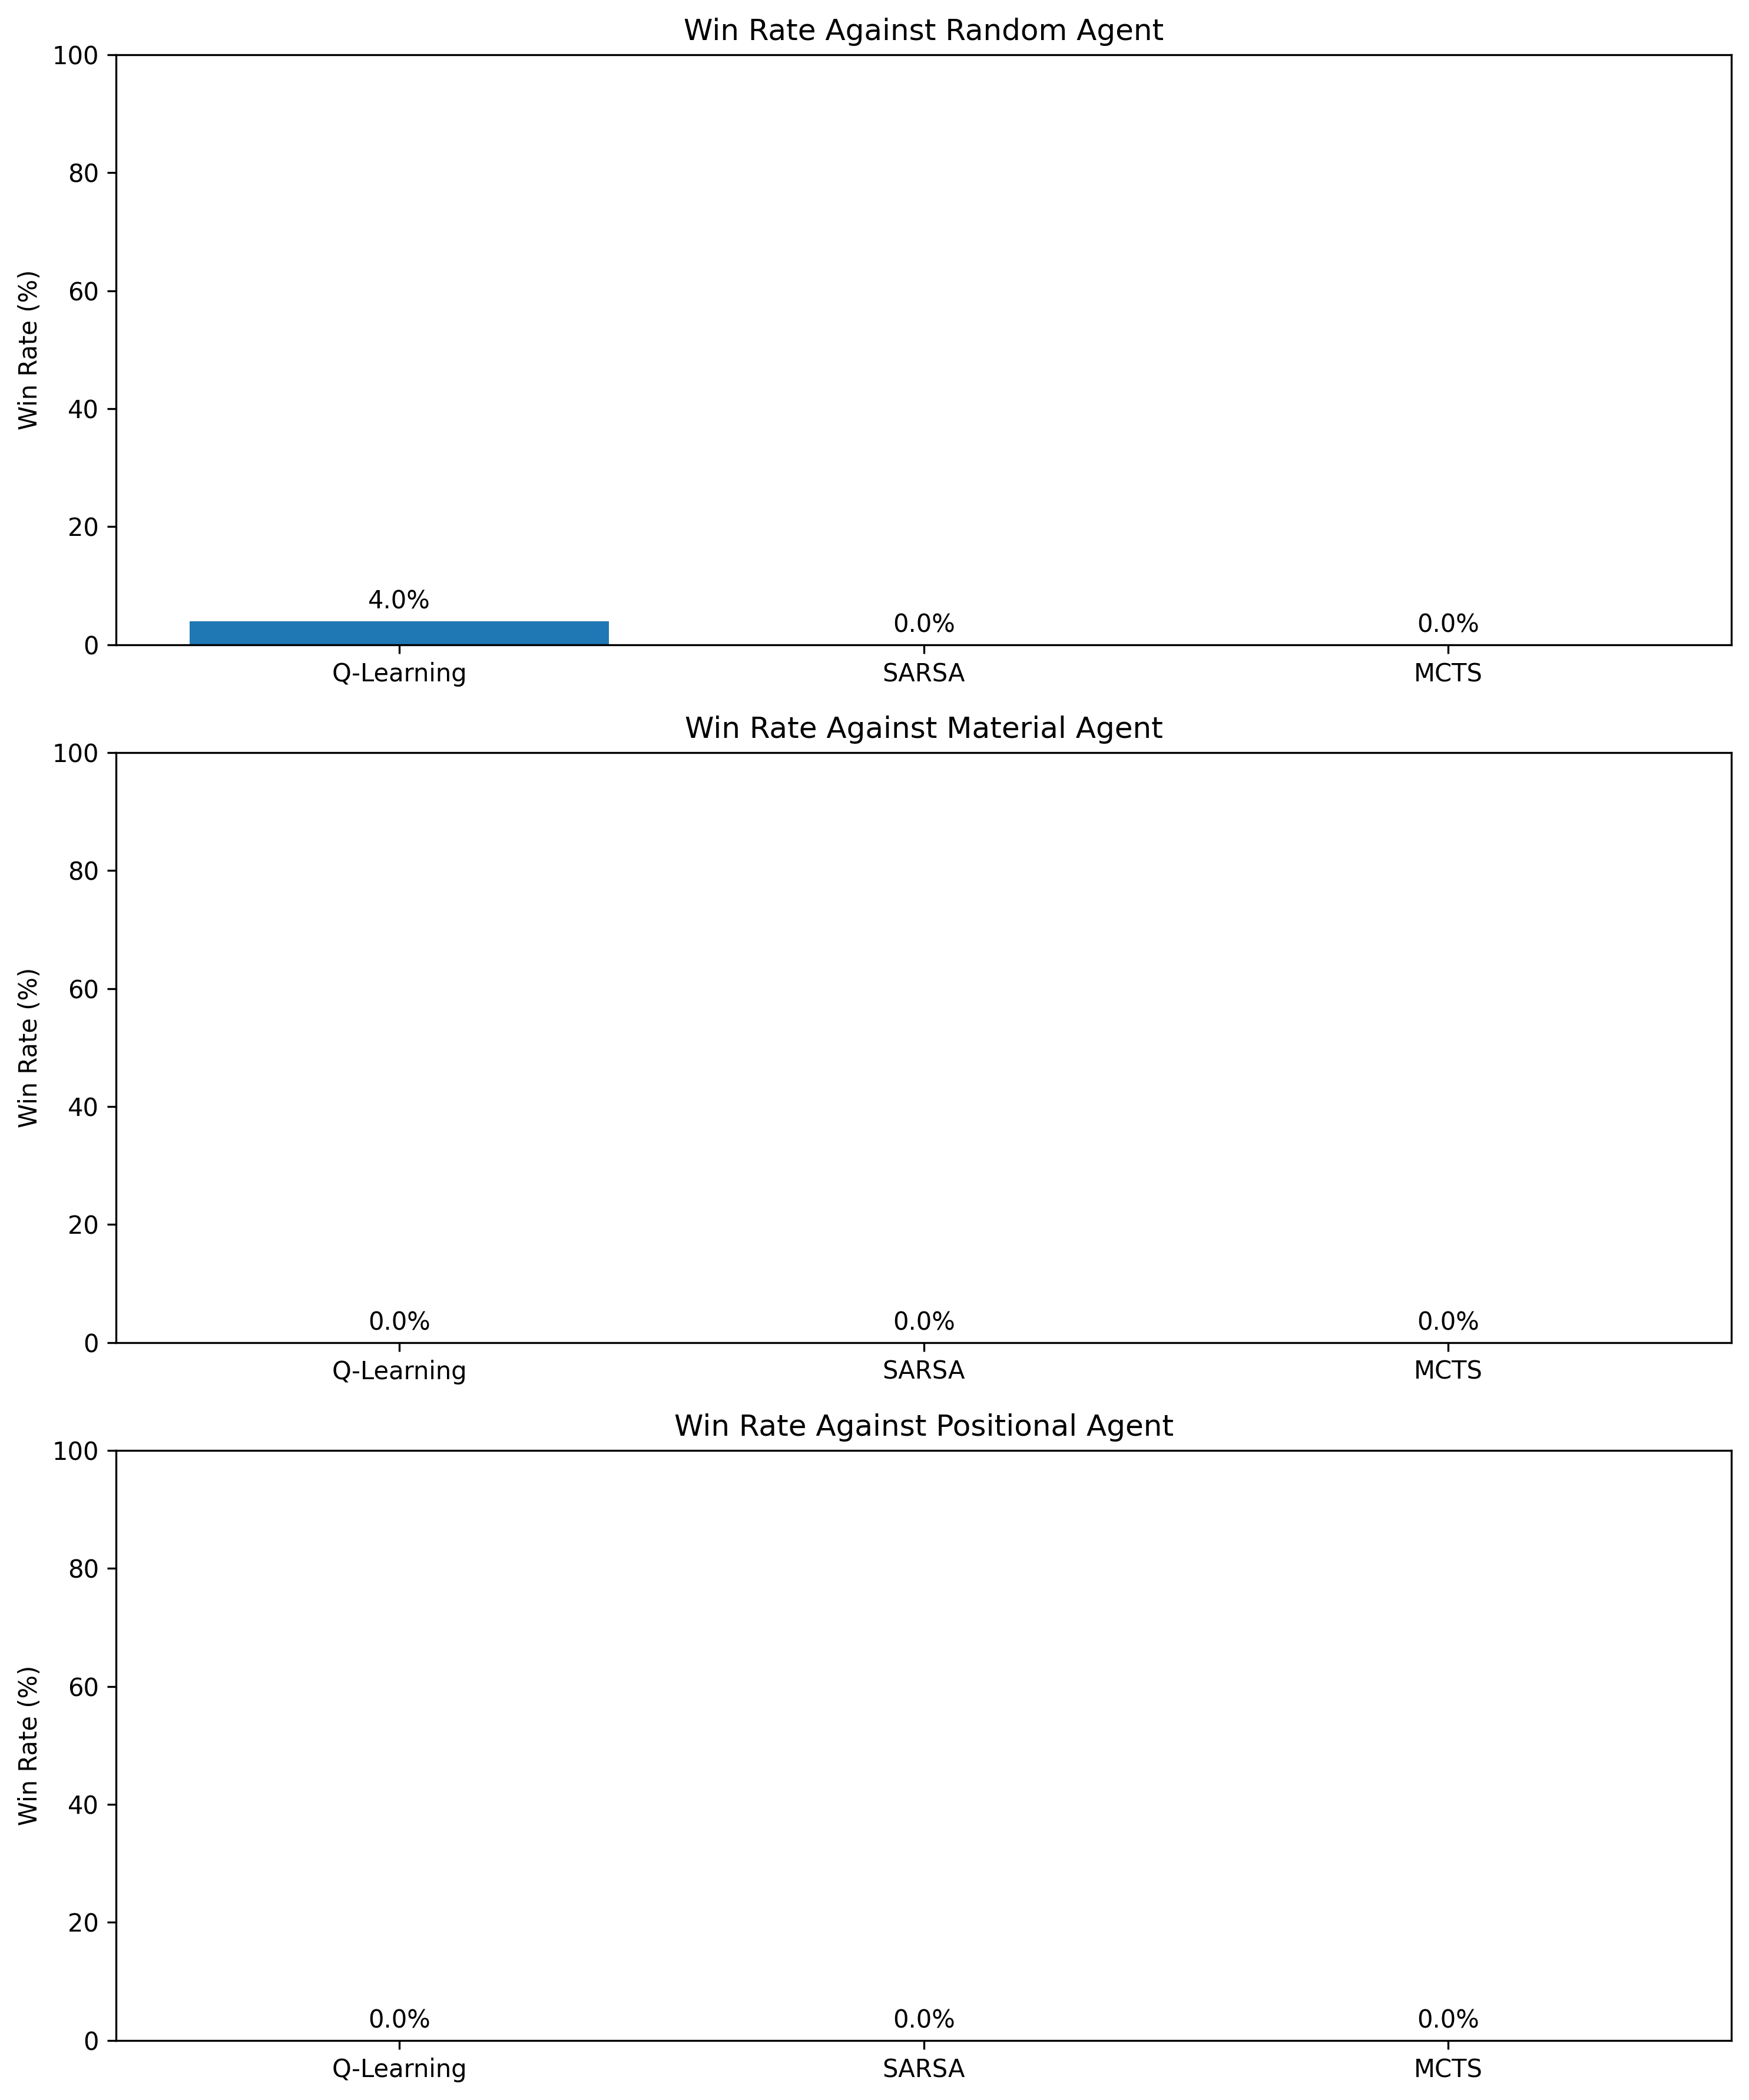 Win Rate Against Random Agent
Win Rate (%)
100
80
60
40
20
0
4.0%
0.0%
0.0%
Q-Learning
SARSA
MCTS
Win Rate Against Material Agent
Win Rate (%)
100
80
60
40
20
0
0.0%
0.0%
0.0%
Q-Learning
SARSA
MCTS
Win Rate Against Positional Agent
Win Rate (%)
100
80
60
40
20
0
0.0%
0.0%
0.0%
Q-Learning
SARSA
MCTS